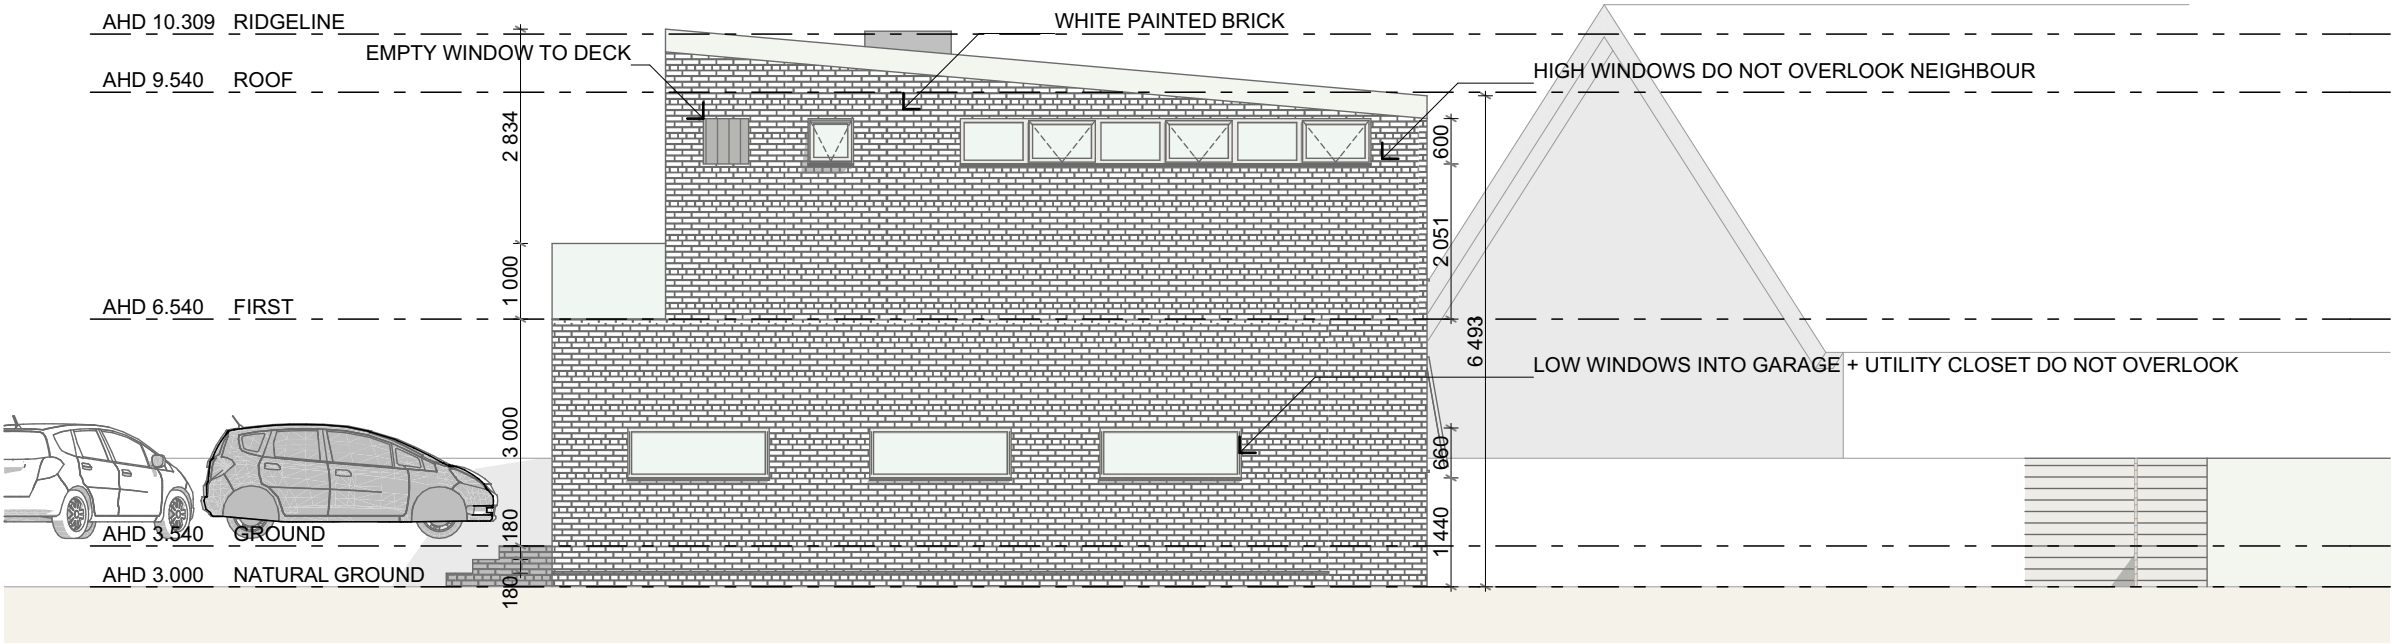 AHD 10.309 RIDGELINE
WHITE PAINTED BRICK
EMPTY WINDOW TO DECK
HIGH WINDOWS DO NOT OVERLOOK NEIGHBOUR
AHD 9.540 ROOF
2 834
600
2 051
1 000
AHD 6.540 FIRST
6 493
LOW WINDOWS INTO GARAGE + UTILITY CLOSET DO NOT OVERLOOK
3 000
660
180
1 440
AHD 3.540 GROUND
AHD 3.000 NATURAL GROUND
180